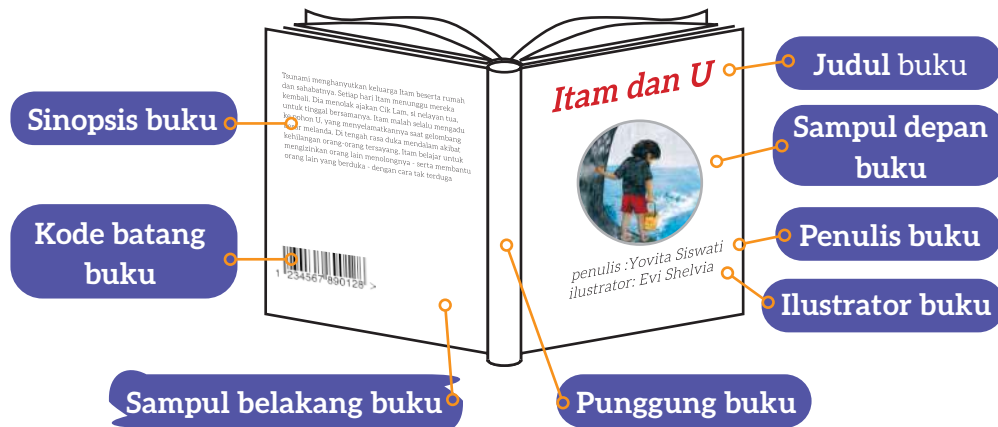 Sinopsis buku
Kode batang
buku
Sampul belakang buku
Tsunami menghanyutkan keluarga Itam beserta rumah
dan sahabatnya. Setiap hari Itam menunggu mereka
kembali. Dia menolak ajakan Cik Lam, si nelayan tua,
untuk tinggal bersamanya. Itam malah selalu mengadu
ke pohon U, yang menyelamatkannya saat gelombang
melanda. Di tengah rasa duka mendalam akibat
kehilangan orang-orang tersayang. Itam belajar untuk
mengizinkan orang lain menolongnya - serta membantu
orang lain yang berduka - dengan cara tak terduga
1 234567 890128 >
Itam dan U
penulis :Yovita Siswati
ilustrator: Evi Shelvia
Judul buku
Sampul depan
buku
Penulis buku
Ilustrator buku
Punggung buku